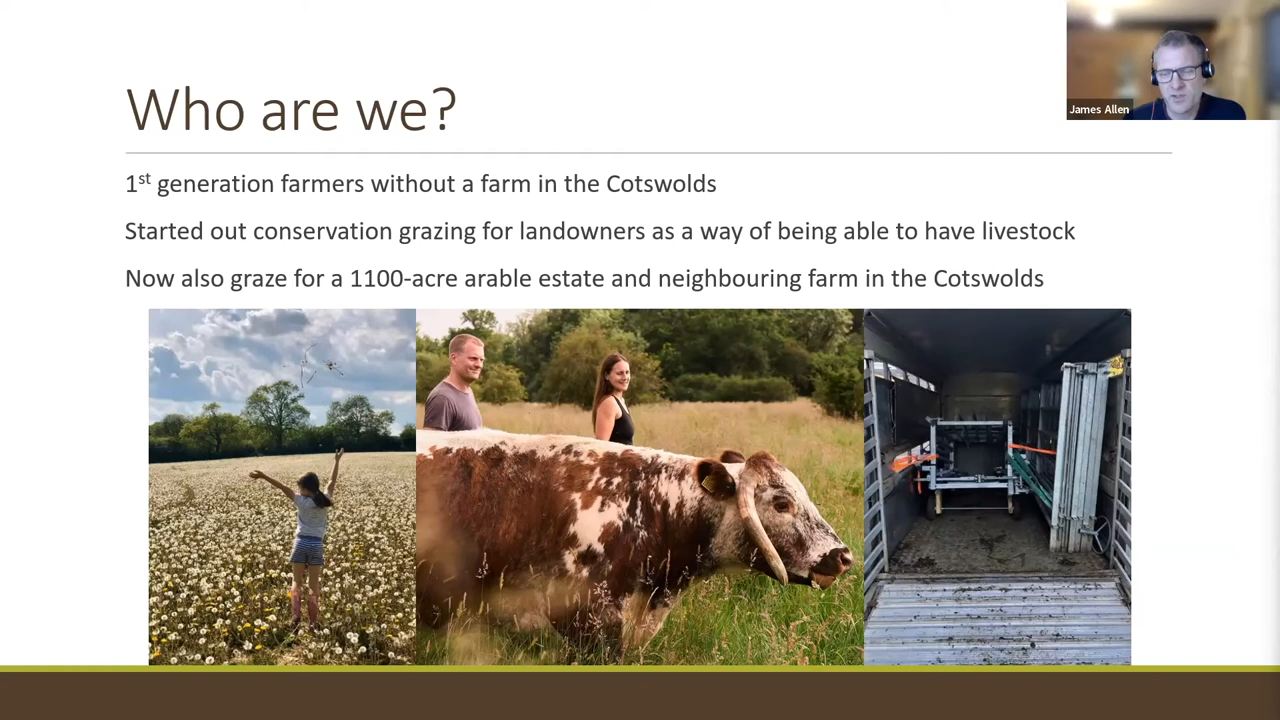 Who are we?
James Allen
1st generation farmers without a farm in the Cotswolds
Started out conservation grazing for landowners as a way of being able to have livestock
Now also graze for a 1100-acre arable estate and neighbouring farm in the Cotswolds